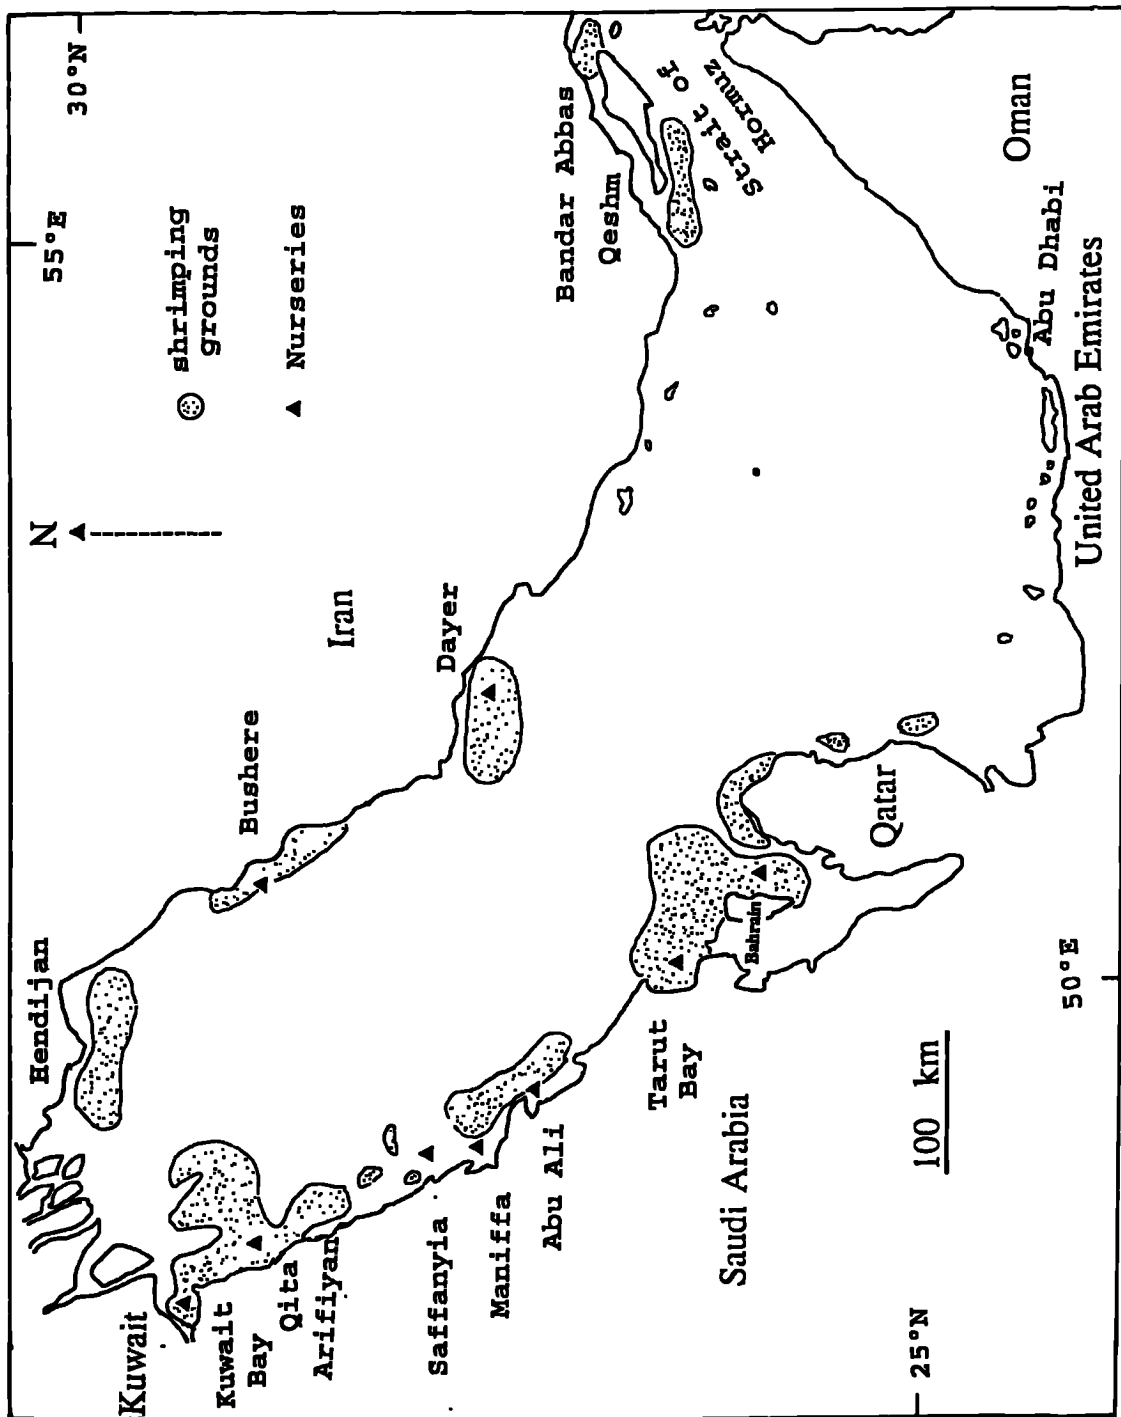 30°N
55°E
50°E
25°N
N
shrimping
grounds
Nurseries
Iran
Hendijan
Bushere
Dayer
Bandar Abbas
Qeshm
Strait of
Hormuz
Oman
Abu Dhabi
United Arab Emirates
Qatar
Bahrain
Tarut
Bay
Saudi Arabia
Abu Ali
Maniffa
Saffanyia
Arifiyan
Qita
Kuwait
Bay
Kuwait
100 km